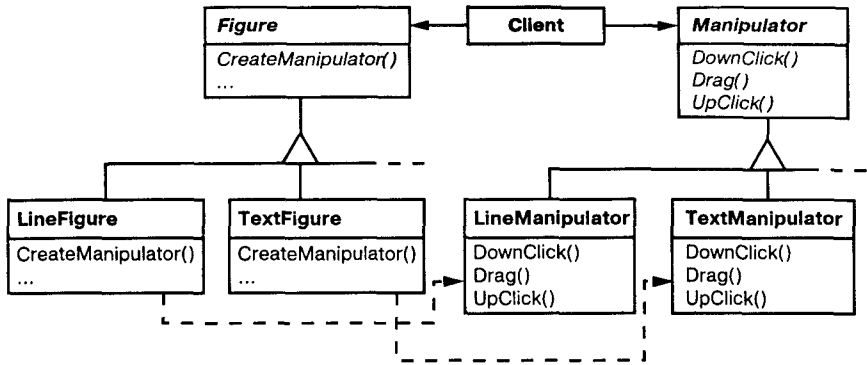 Figure
CreateManipulator()
...
Client
Manipulator
DownClick()
Drag()
UpClick()
LineFigure
CreateManipulator()
...
TextFigure
CreateManipulator()
...
LineManipulator
DownClick()
Drag()
UpClick()
TextManipulator
DownClick()
Drag()
UpClick()